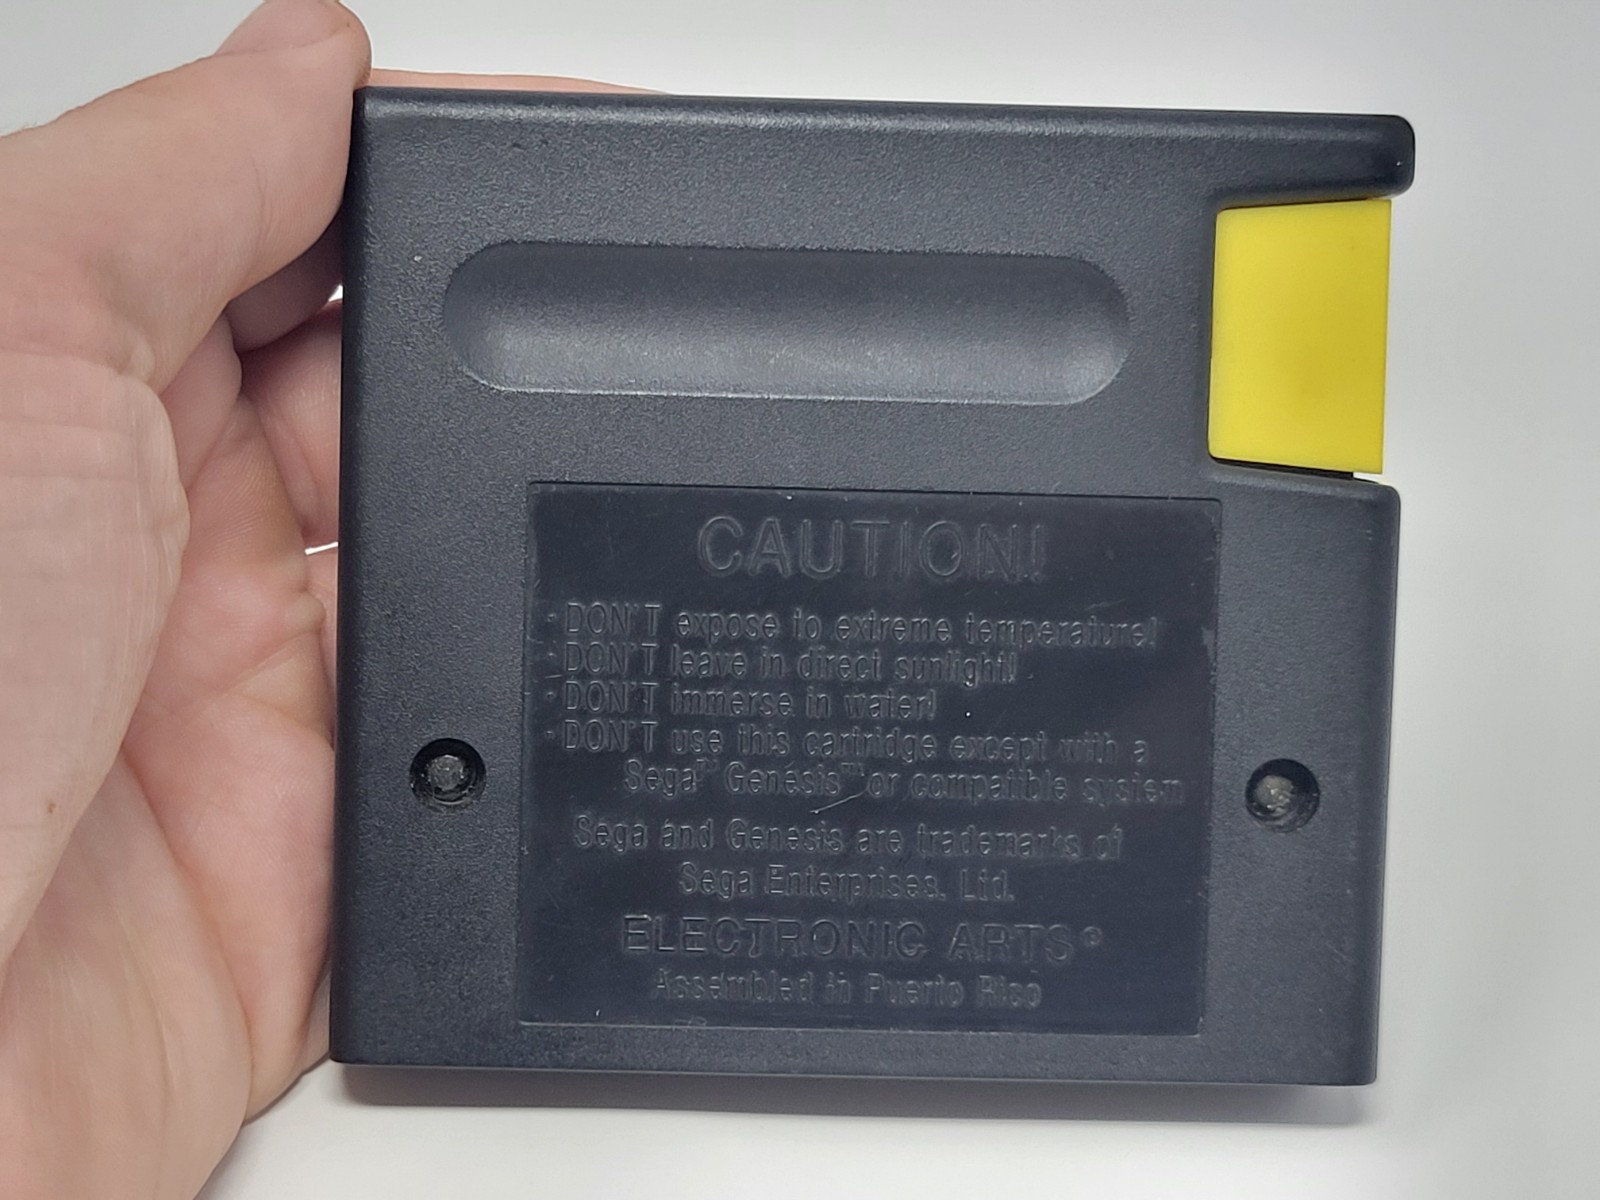 CAUTION!
· DON'T expose to extreme temperature!
· DON'T leave in direct sunlight!
· DON'T immerse in water!
· DON'T use this cartridge except with a
Sega™ Genesis™ or compatible system
Sega and Genesis are trademarks of
Sega Enterprises, Ltd.
ELECTRONIC ARTS®
Assembled in Puerto Rico